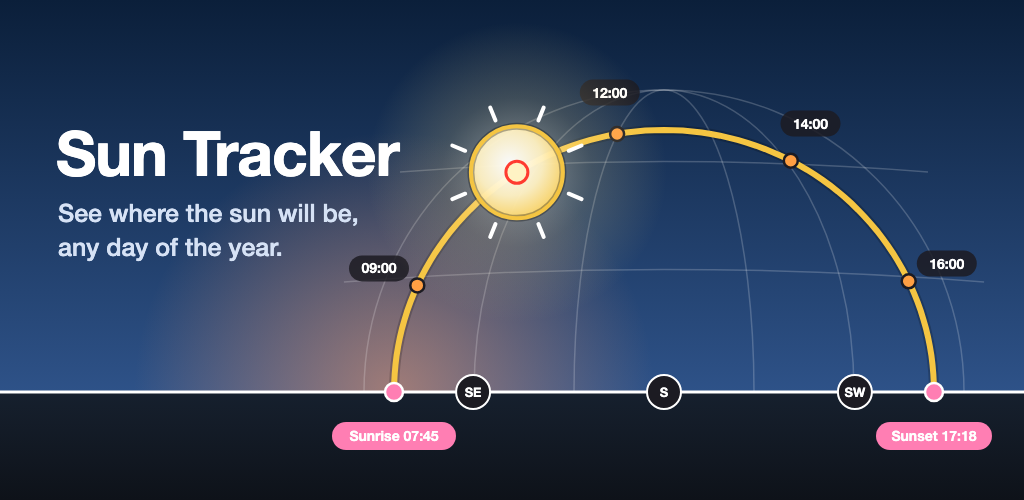 Sun Tracker
See where the sun will be,
any day of the year.
12:00
14:00
09:00
16:00
SE
S
SW
Sunrise 07:45
Sunset 17:18